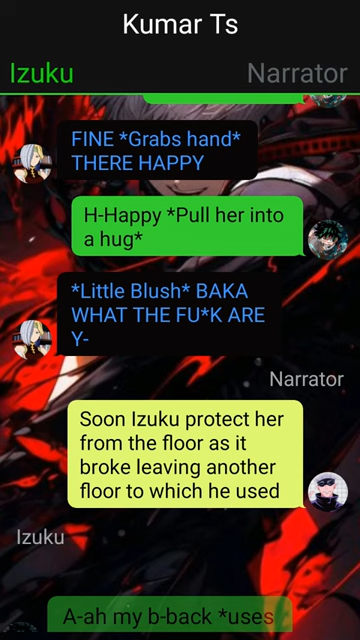 Kumar Ts
Izuku
Narrator
FINE *Grabs hand*
THERE HAPPY
H-Happy *Pull her into
a hug*
*Little Blush* BAKA
WHAT THE FU*K ARE
Y-
Narrator
Soon Izuku protect her
from the floor as it
broke leaving another
floor to which he used
Izuku
A-ah my b-back *uses